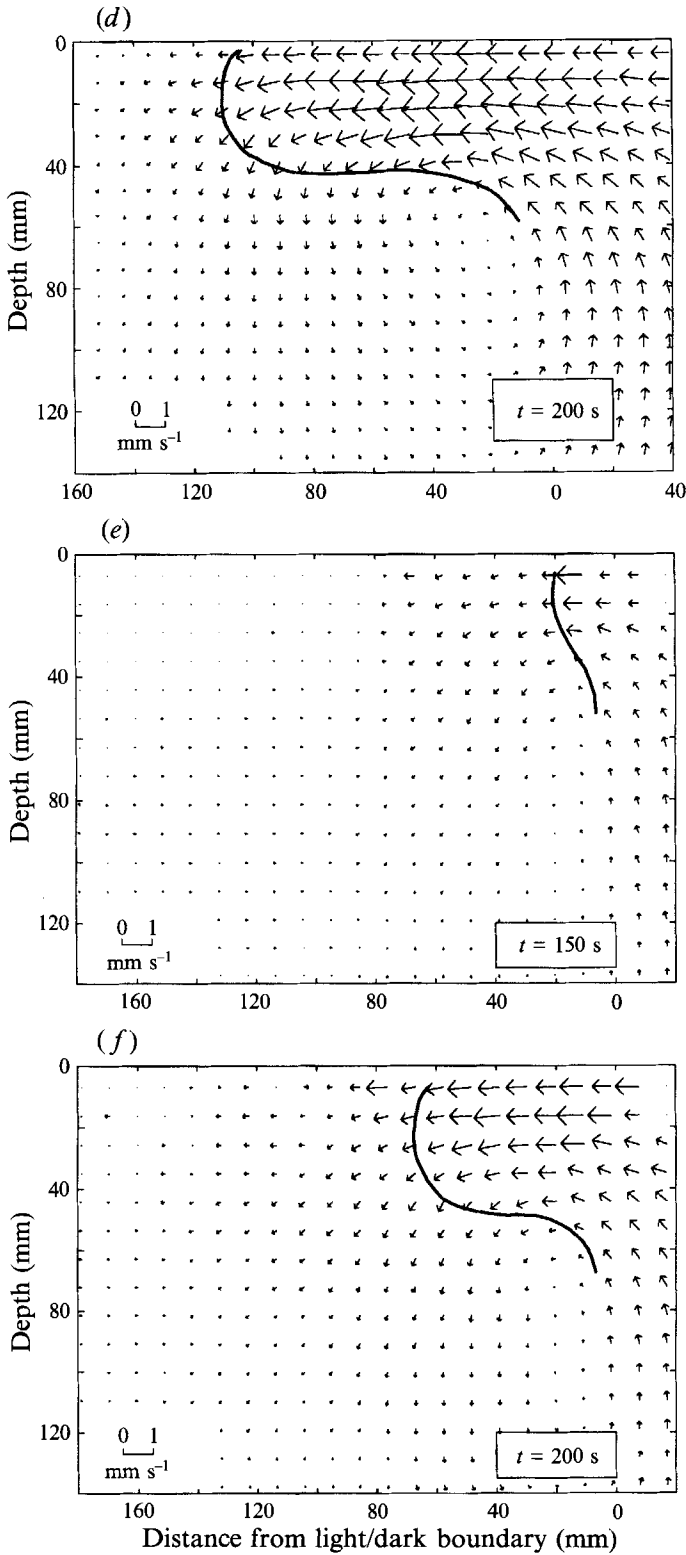 (d)
0
40
80
120
Depth (mm)
0 1
mm s⁻¹
t = 200 s
160 120 80 40 0 40
(e)
0
40
80
120
Depth (mm)
0 1
mm s⁻¹
t = 150 s
160 120 80 40 0
(f)
0
40
80
120
Depth (mm)
0 1
mm s⁻¹
t = 200 s
160 120 80 40 0
Distance from light/dark boundary (mm)